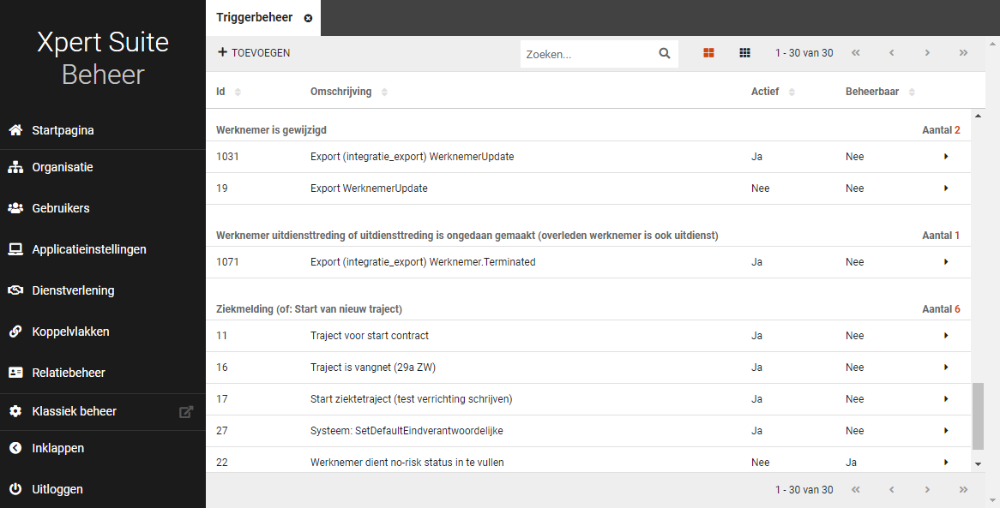 Xpert Suite
Beheer
Startpagina
Organisatie
Gebruikers
Applicatieinstellingen
Dienstverlening
Koppelvlakken
Relatiebeheer
Klassiek beheer
Inklappen
Uitloggen
Triggerbeheer
TOEVOEGEN Zoeken... 1 - 30 van 30
Id Omschrijving Actief Beheerbaar
Werknemer is gewijzigd Aantal 2
1031 Export (integratie_export) WerknemerUpdate Ja Nee
19 Export WerknemerUpdate Nee Nee
Werknemer uitdiensttreding of uitdiensttreding is ongedaan gemaakt (overleden werknemer is ook uitdienst) Aantal 1
1071 Export (integratie_export) Werknemer.Terminated Ja Nee
Ziekmelding (of: Start van nieuw traject) Aantal 6
11 Traject voor start contract Ja Nee
16 Traject is vangnet (29a ZW) Ja Nee
17 Start ziektetraject (test verrichting schrijven) Ja Nee
27 Systeem: SetDefaultEindverantwoordelijke Ja Nee
22 Werknemer dient no-risk status in te vullen Nee Ja
1 - 30 van 30